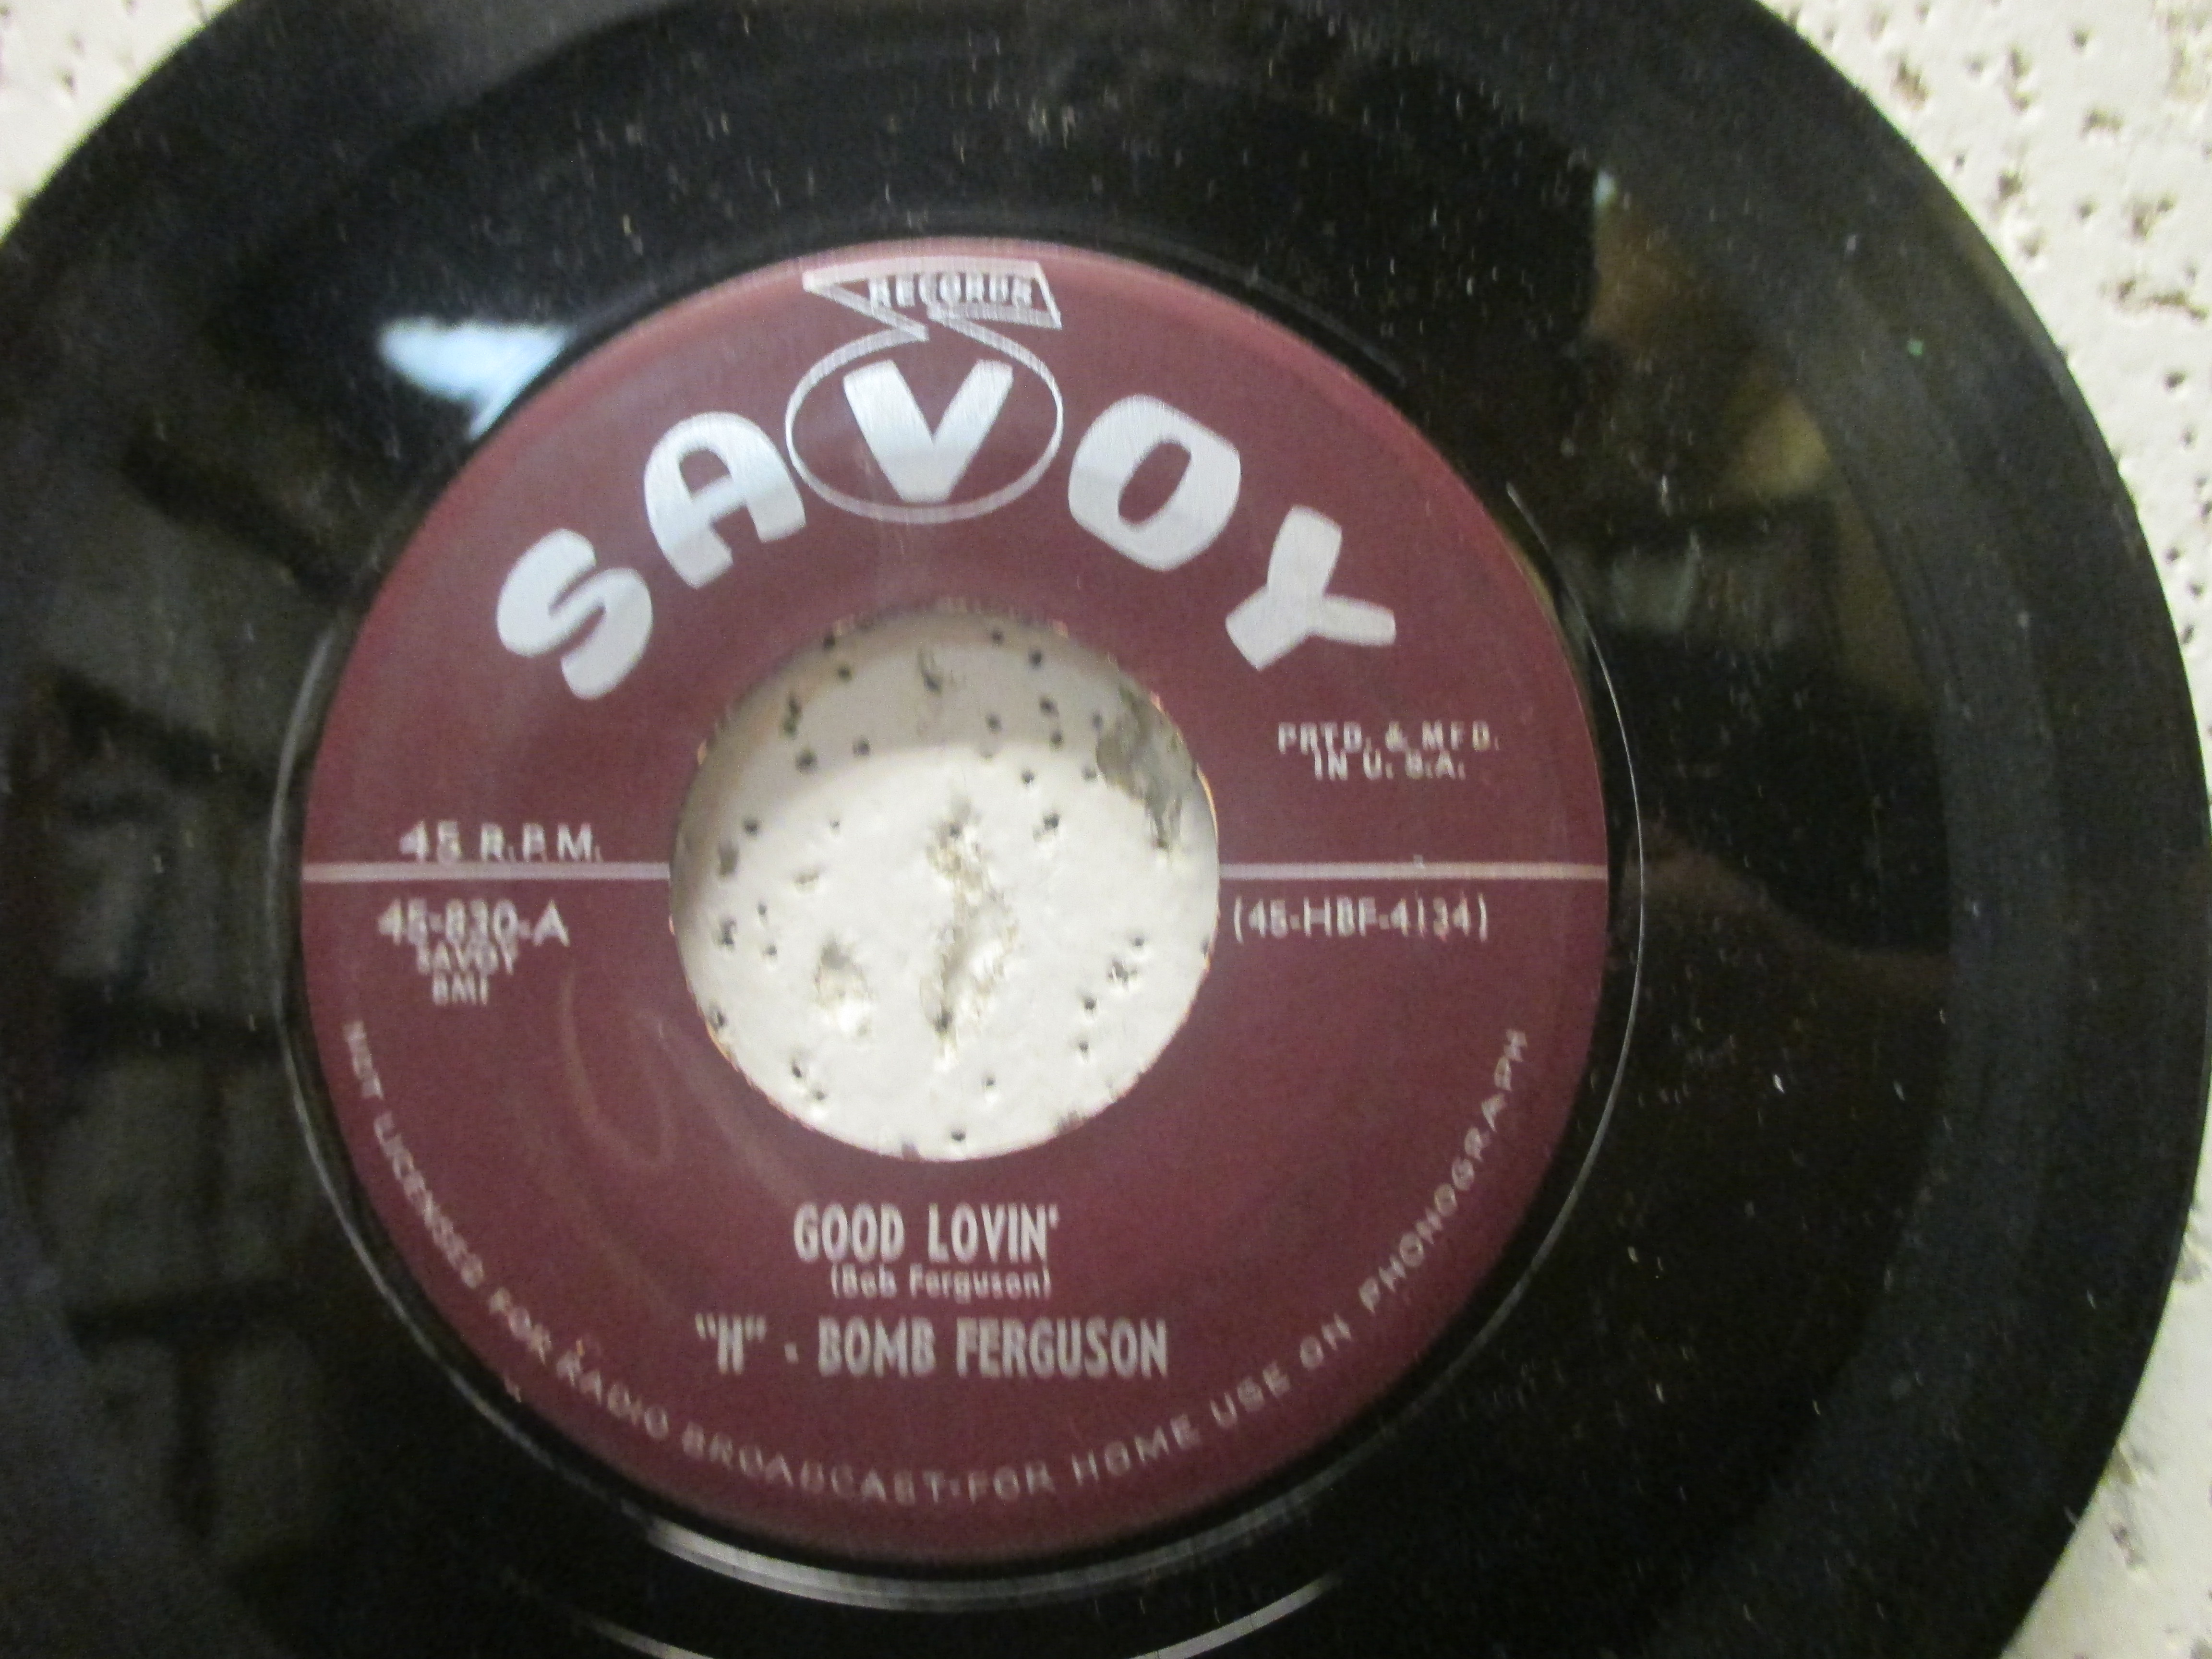 RECORDS
SAVOY
PRTD. & MFD.
IN U. S. A.
45 R.P.M.
45-830-A
SAVOY
BMI
(45-HBF-4134)
GOOD LOVIN'
(Bob Ferguson)
"H" - BOMB FERGUSON
NOT LICENSED FOR RADIO BROADCAST·FOR HOME USE ON PHONOGRAPH